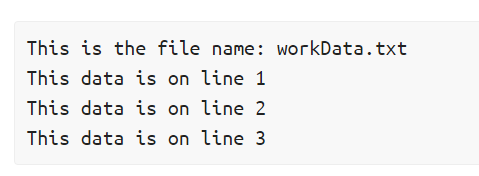 This is the file name: workData.txt
This data is on line 1
This data is on line 2
This data is on line 3